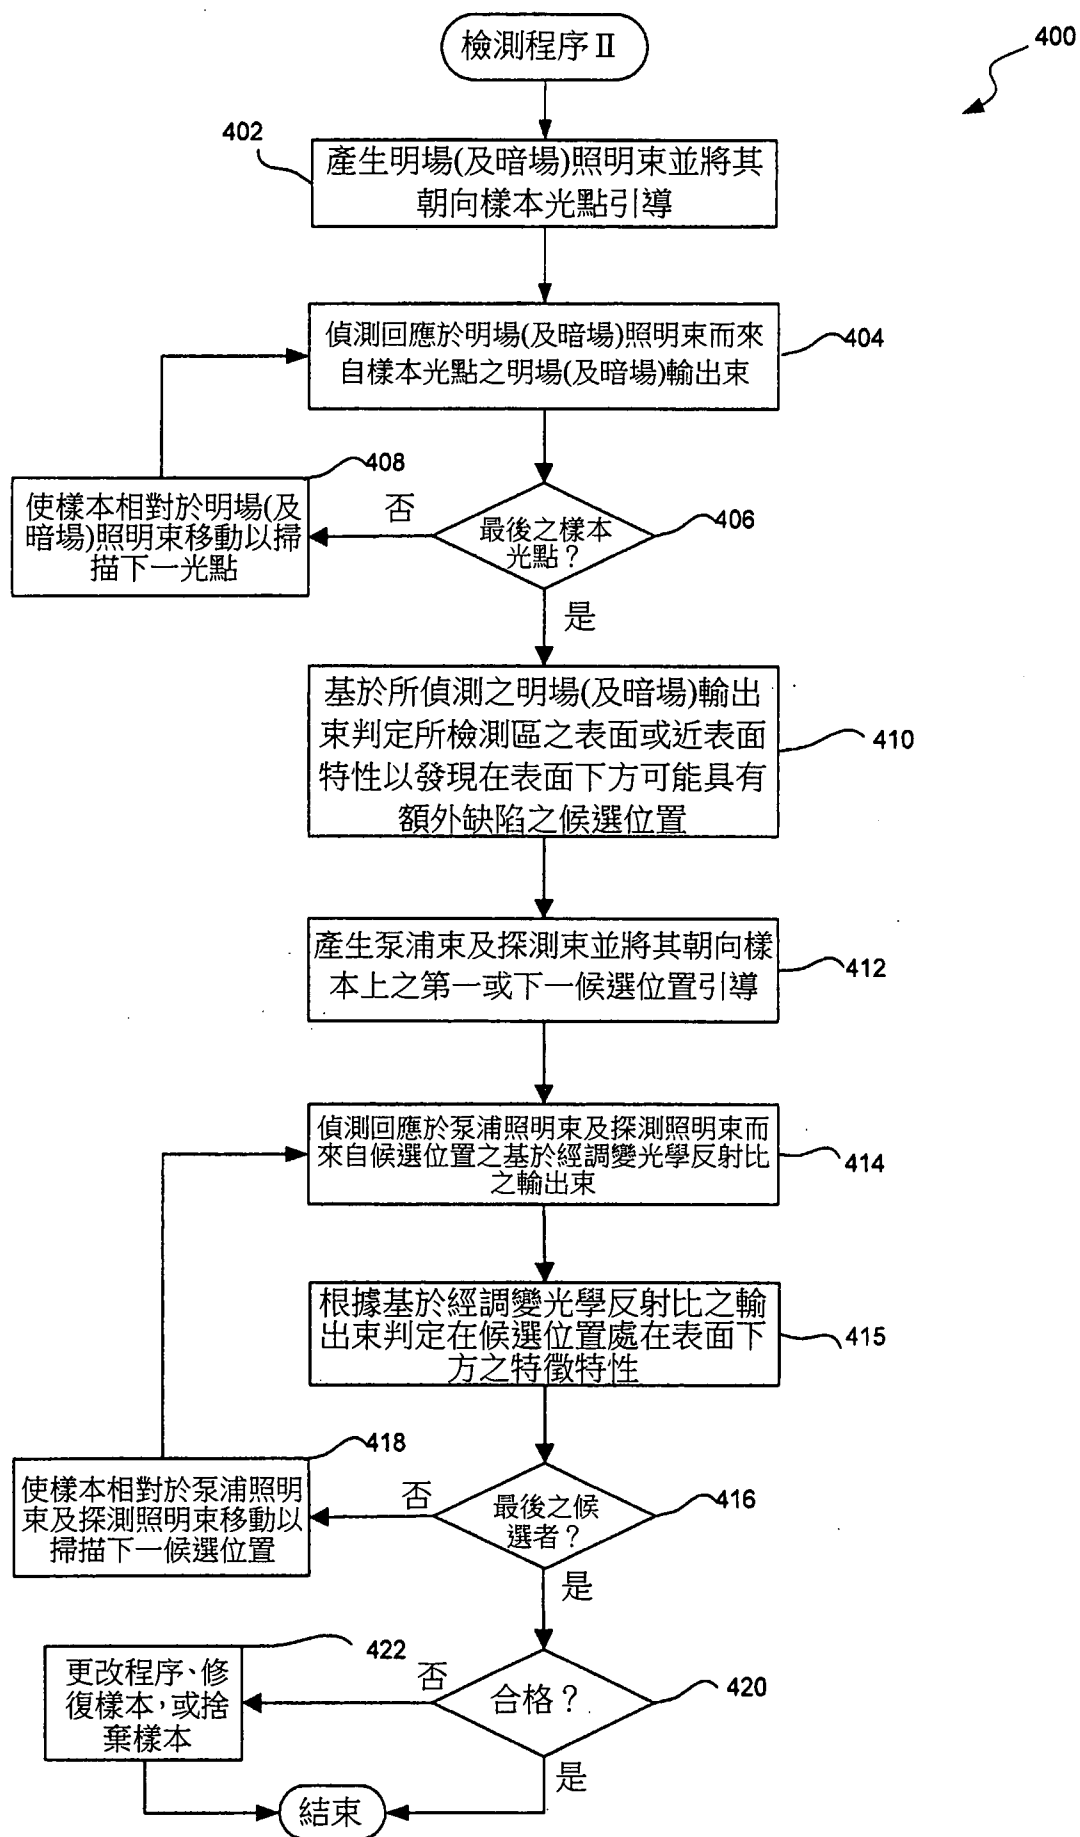 檢測程序Ⅱ
400
402
產生明場(及暗場)照明束並將其
朝向樣本光點引導
偵測回應於明場(及暗場)照明束而來
自樣本光點之明場(及暗場)輸出束
404
408
使樣本相對於明場(及
暗場)照明束移動以掃
描下一光點
否
最後之樣本
光點？
406
是
基於所偵測之明場(及暗場)輸出
束判定所檢測區之表面或近表面
特性以發現在表面下方可能具有
額外缺陷之候選位置
410
產生泵浦束及探測束並將其朝向樣
本上之第一或下一候選位置引導
412
偵測回應於泵浦照明束及探測照明束而
來自候選位置之基於經調變光學反射比
之輸出束
414
根據基於經調變光學反射比之輸
出束判定在候選位置處在表面下
方之特徵特性
415
418
使樣本相對於泵浦照明
束及探測照明束移動以
掃描下一候選位置
否
最後之候
選者？
416
是
422
更改程序、修
復樣本，或捨
棄樣本
否
合格？
420
是
結束